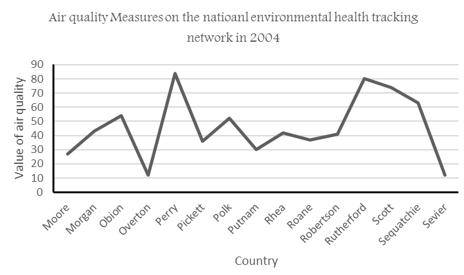 Air quality Measures on the natioanl environmental health tracking
network in 2004
90
80
70
60
50
40
30
20
10
0
Value of air quality
Moore
Morgan
Obion
Overton
Perry
Pickett
Polk
Putnam
Rhea
Roane
Robertson
Rutherford
Scott
Sequatchie
Sevier
Country